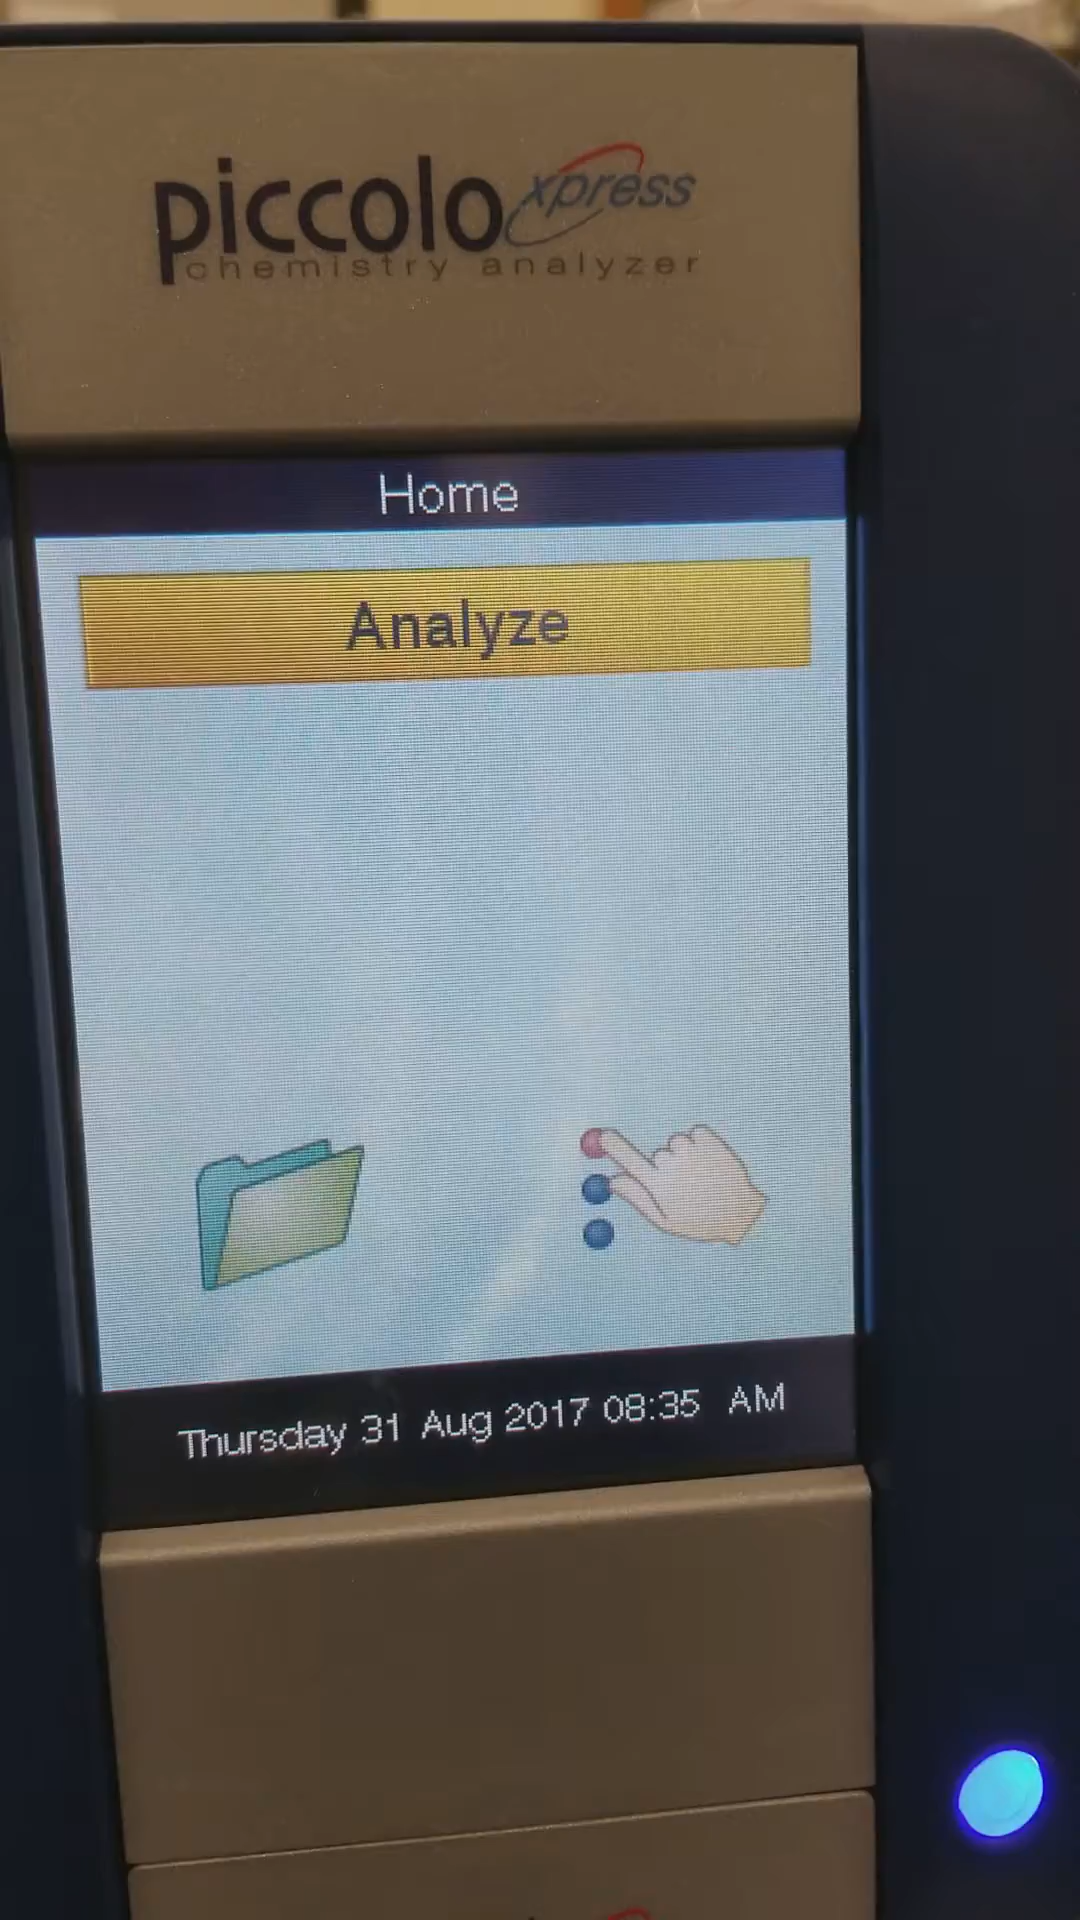 piccolo xpress
chemistry analyzer
Home
Analyze
Thursday 31 Aug 2017 08:35 AM